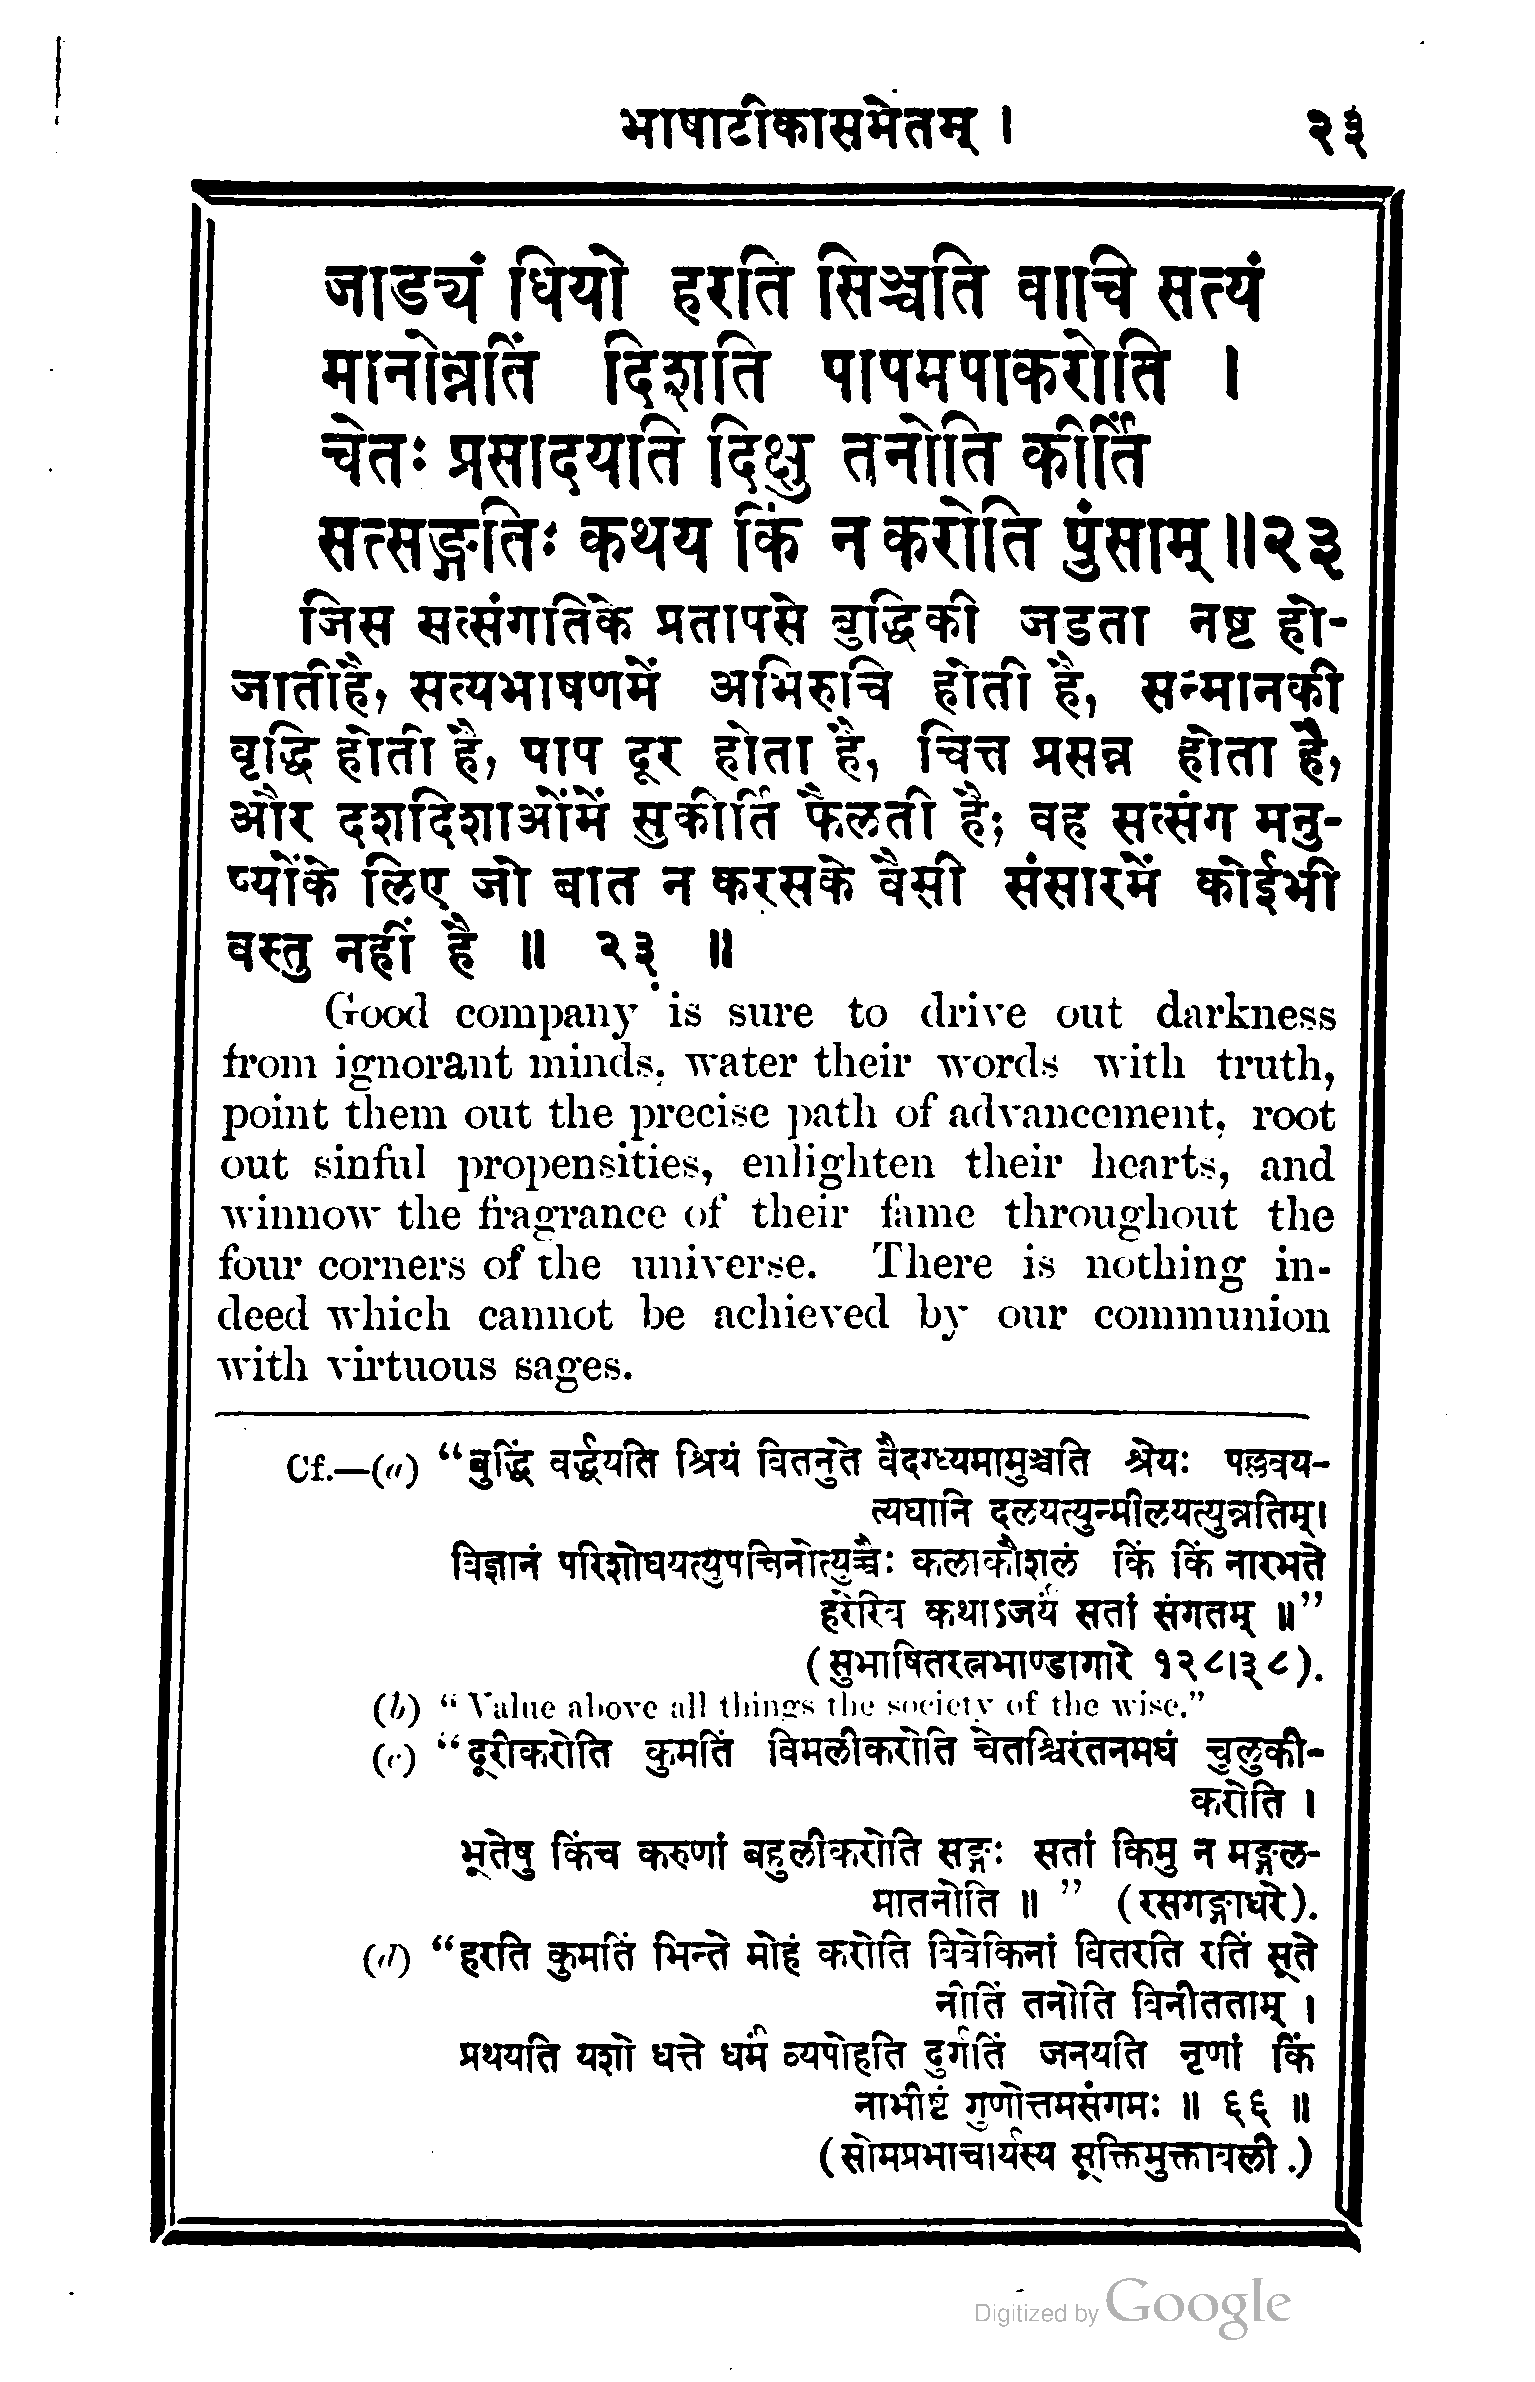 भाषाटीकासमेतम् । २३
जाड्यं धियो हरति सिञ्चति वाचि सत्यं
मानोन्नतिं दिशति पापमपाकरोति ।
चेतः प्रसादयति दिक्षु तनोति कीर्तिं
सत्सङ्गतिः कथय किं न करोति पुंसाम् ॥२३
जिस सत्संगतिके प्रतापसे बुद्धिकी जडता नष्ट हो-
जातीहै, सत्यभाषणमें अभिरुचि होती है, सन्मानकी
वृद्धि होती है, पाप दूर होता है, चित्त प्रसन्न होता है,
और दशदिशाओंमें सुकीर्ति फैलती है; वह सत्संग मनु-
ष्योंके लिए जो बात न करसके वैसी संसारमें कोईभी
वस्तु नहीं है ॥ २३ ॥
Good company is sure to drive out darkness
from ignorant minds, water their words with truth,
point them out the precise path of advancement, root
out sinful propensities, enlighten their hearts, and
winnow the fragrance of their fame throughout the
four corners of the universe. There is nothing in-
deed which cannot be achieved by our communion
with virtuous sages.
Cf.—(a) “बुद्धिं वर्द्धयति श्रियं वितनुते वैदग्ध्यमामुञ्चति श्रेयः पल्लवय-
त्यघानि दलयत्युन्मीलयत्युन्नतिम्।
विज्ञानं परिशोधयत्युपचिनोत्युच्चैः कलाकौशलं किं किं नारभते
हरेरिव कथाऽजर्यं सतां संगतम् ॥”
(सुभाषितरत्नभाण्डागारे १२८।३८).
(b) “Value above all things the society of the wise.”
(c) “दूरीकरोति कुमतिं विमलीकरोति चेतश्चिरंतनमघं चुलुकी-
करोति ।
भूतेषु किंच करुणां बहुलीकरोति सङ्गः सतां किमु न मङ्गल-
मातनोति ॥ ” (रसगङ्गाधरे).
(d) “हरति कुमतिं भिन्ते मोहं करोति विवेकिनां वितरति रतिं सूते
नीतिं तनोति विनीतताम् ।
प्रथयति यशो धत्ते धर्मं व्यपोहति दुर्गतिं जनयति नृणां किं
नाभीष्टं गुणोत्तमसंगमः ॥ ६६ ॥
(सोमप्रभाचार्यस्य सूक्तिमुक्तावली.)
Digitized by Google